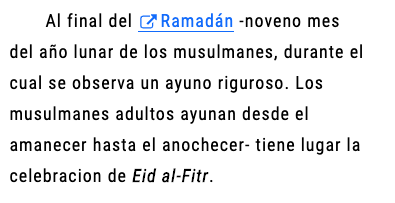 Al final del Ramadán -noveno mes
del año lunar de los musulmanes, durante el
cual se observa un ayuno riguroso. Los
musulmanes adultos ayunan desde el
amanecer hasta el anochecer- tiene lugar la
celebracion de Eid al-Fitr.